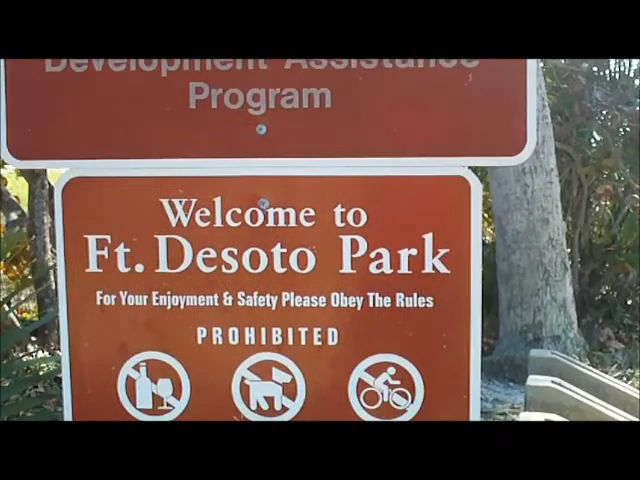 Development Assistance
Program
Welcome to
Ft. DeSoto Park
For Your Enjoyment & Safety Please Obey The Rules
PROHIBITED